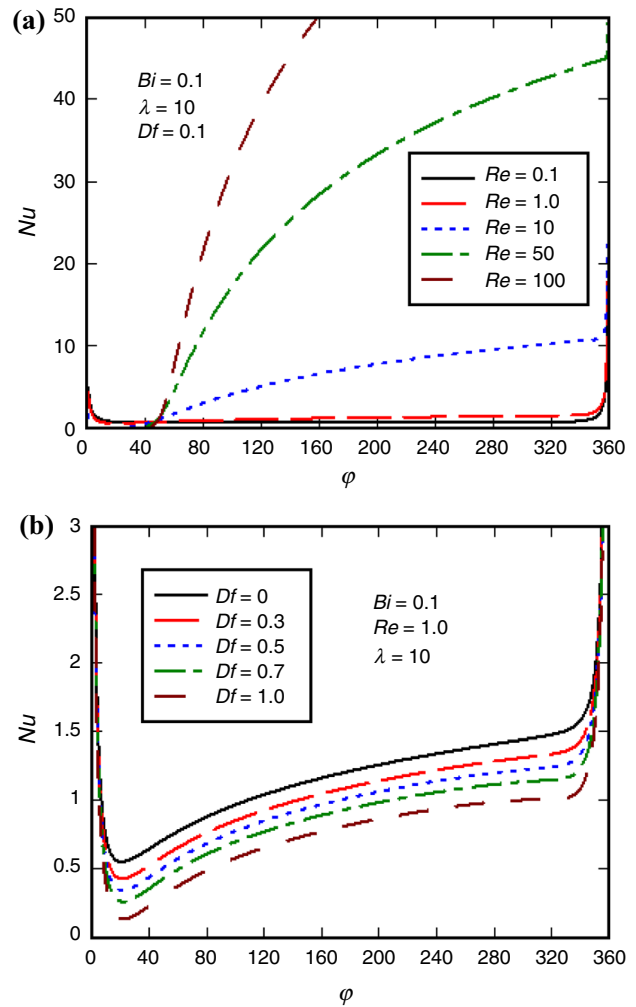 (a)
50
40
30
20
10
0
Nu
Bi = 0.1
λ = 10
Df = 0.1
Re = 0.1
Re = 1.0
Re = 10
Re = 50
Re = 100
0 40 80 120 160 200 240 280 320 360
φ
(b)
3
2.5
2
1.5
1
0.5
0
Nu
Df = 0
Df = 0.3
Df = 0.5
Df = 0.7
Df = 1.0
Bi = 0.1
Re = 1.0
λ = 10
0 40 80 120 160 200 240 280 320 360
φ